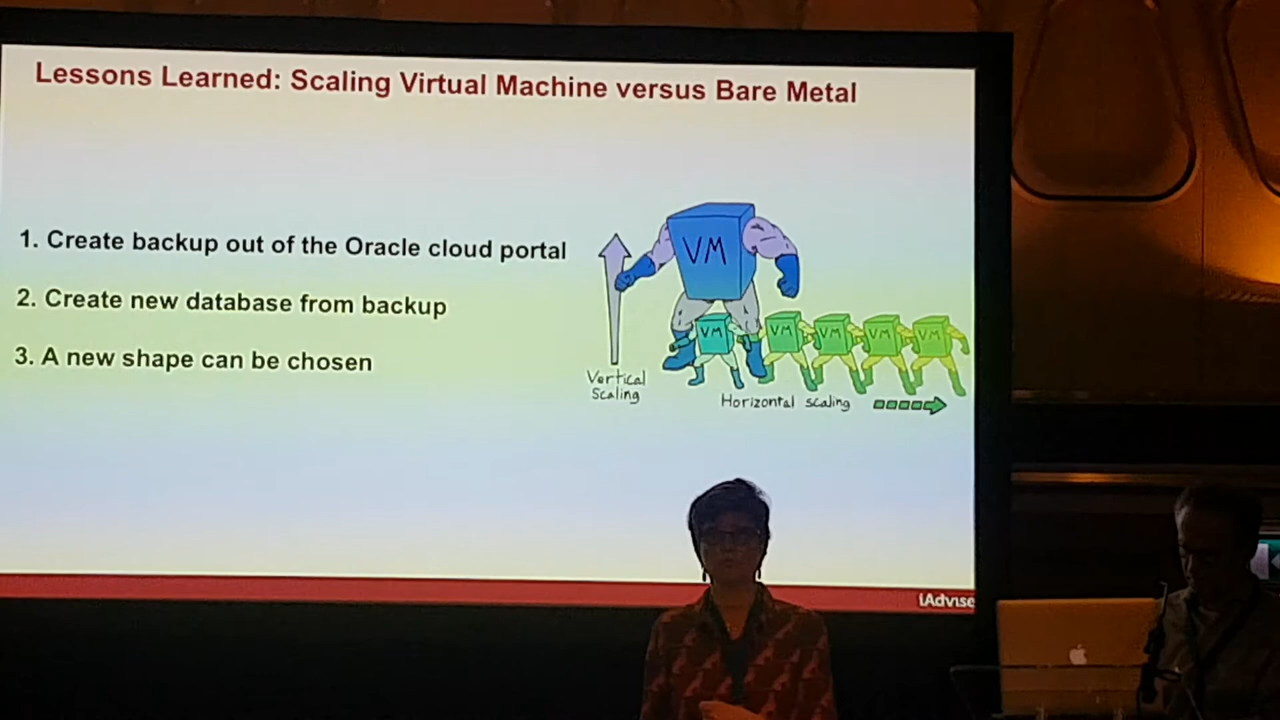 Lessons Learned: Scaling Virtual Machine versus Bare Metal
1. Create backup out of the Oracle cloud portal
2. Create new database from backup
3. A new shape can be chosen
VM
VM
VM
VM
VM
VM
Vertical
Scaling
Horizontal scaling
iAdvise